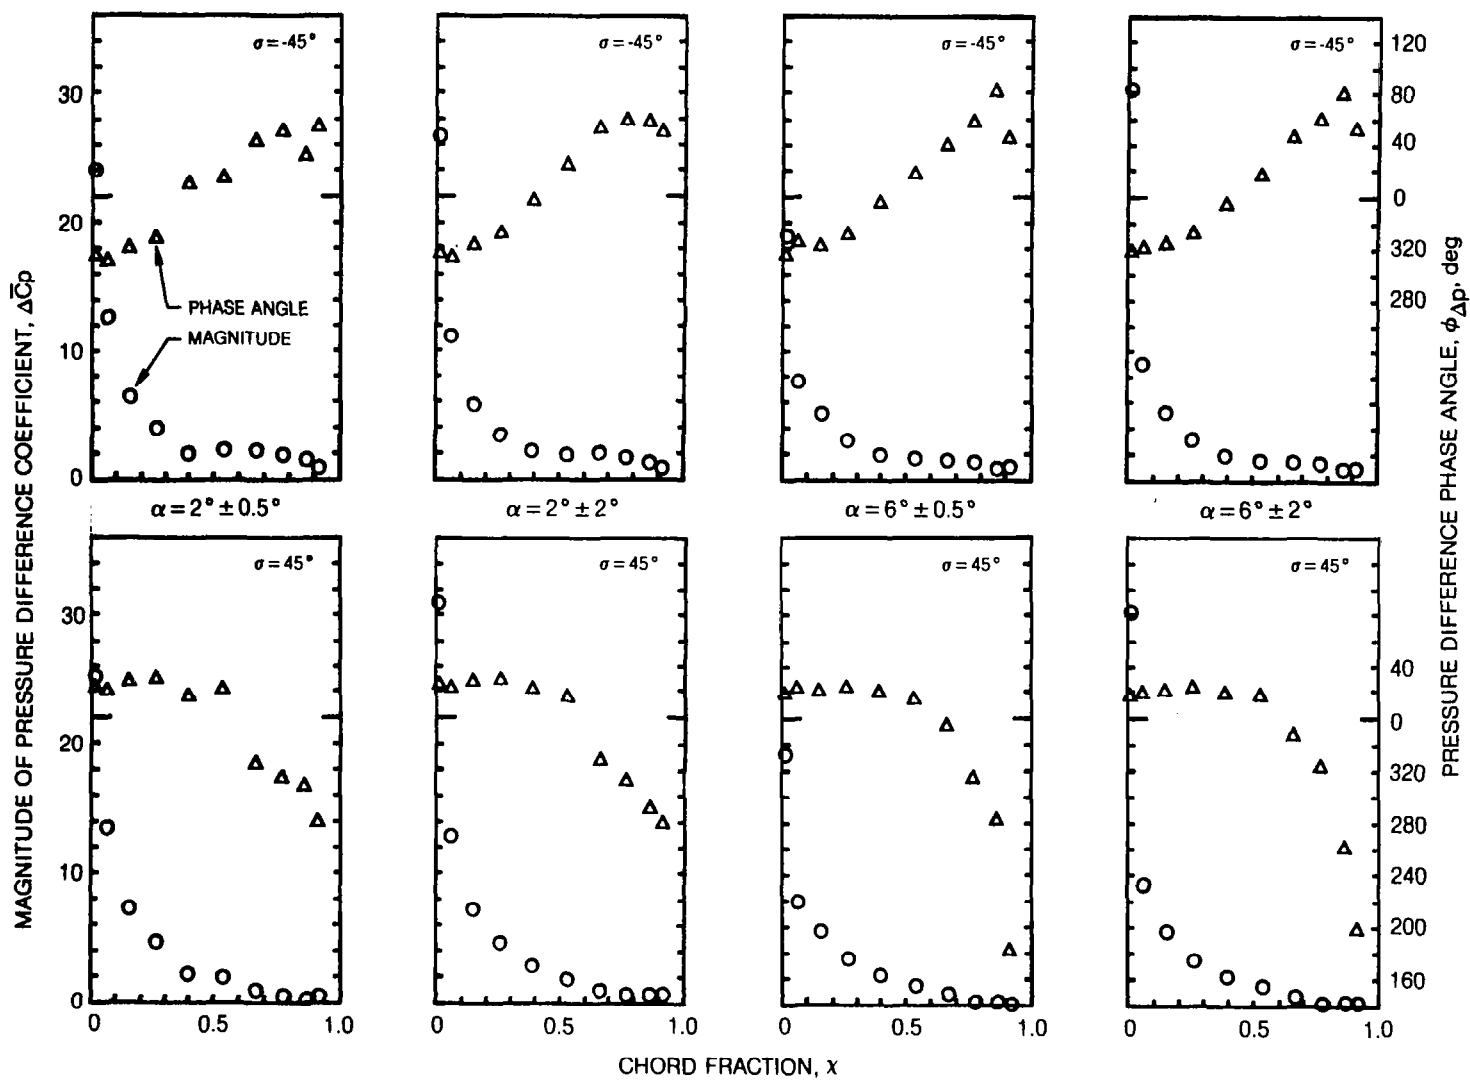 MAGNITUDE OF PRESSURE DIFFERENCE COEFFICIENT, ΔC̅p
PRESSURE DIFFERENCE PHASE ANGLE, ϕΔp, deg
σ = -45° σ = -45° σ = -45° σ = -45°
30
20
10
0
120
80
40
0
320
280
PHASE ANGLE
MAGNITUDE
α = 2° ± 0.5° α = 2° ± 2° α = 6° ± 0.5° α = 6° ± 2°
σ = 45° σ = 45° σ = 45° σ = 45°
30
20
10
0
40
0
320
280
240
200
160
0 0.5 1.0 0 0.5 1.0 0 0.5 1.0 0 0.5 1.0
CHORD FRACTION, χ